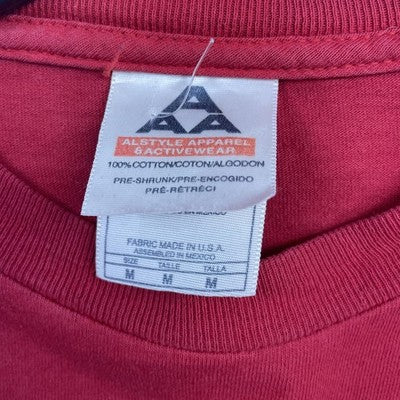 AAA
ALSTYLE APPAREL
& ACTIVEWEAR
100% COTTON/COTON/ALGODON
PRE-SHRUNK/PRE-ENCOGIDO
PRÉ-RÉTRÉCI
FABRIC MADE IN U.S.A.
ASSEMBLED IN MEXICO
SIZE TAILLE TALLA
M M M